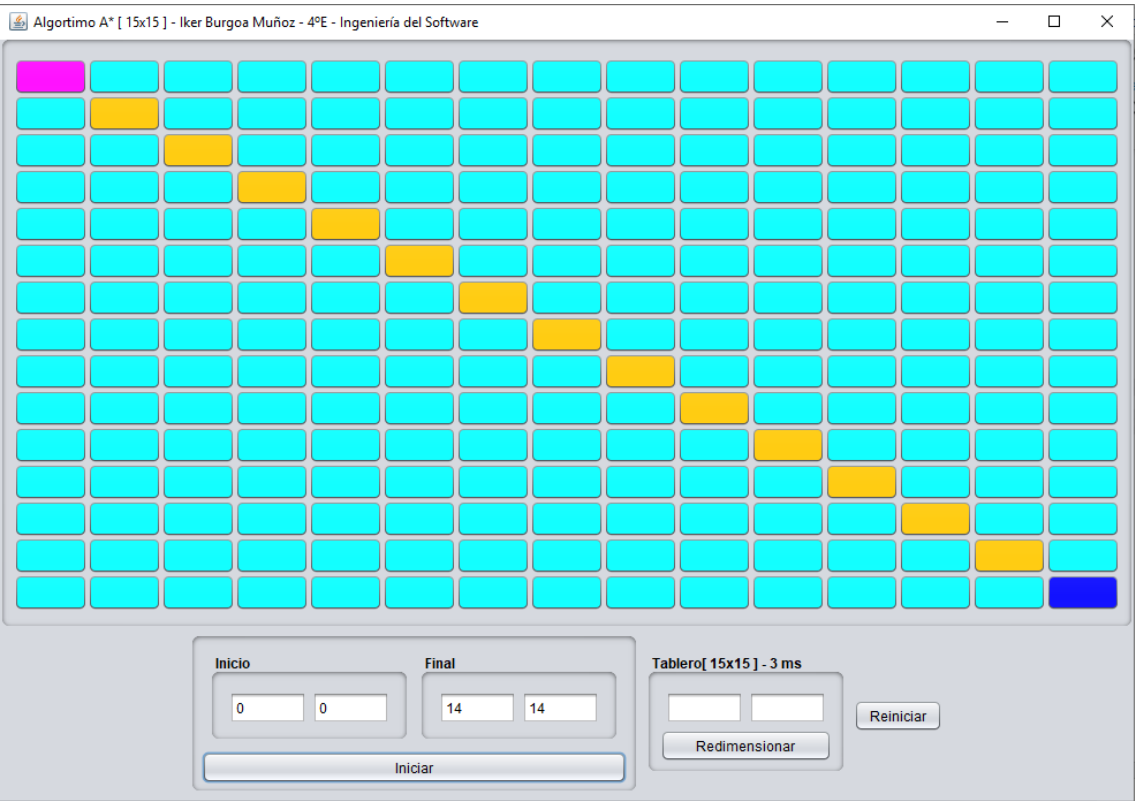 Algortimo A* [ 15x15 ] - Iker Burgoa Muñoz - 4ºE - Ingeniería del Software
Inicio
Final
Tablero[ 15x15 ] - 3 ms
0
0
14
14
Reiniciar
Redimensionar
Iniciar